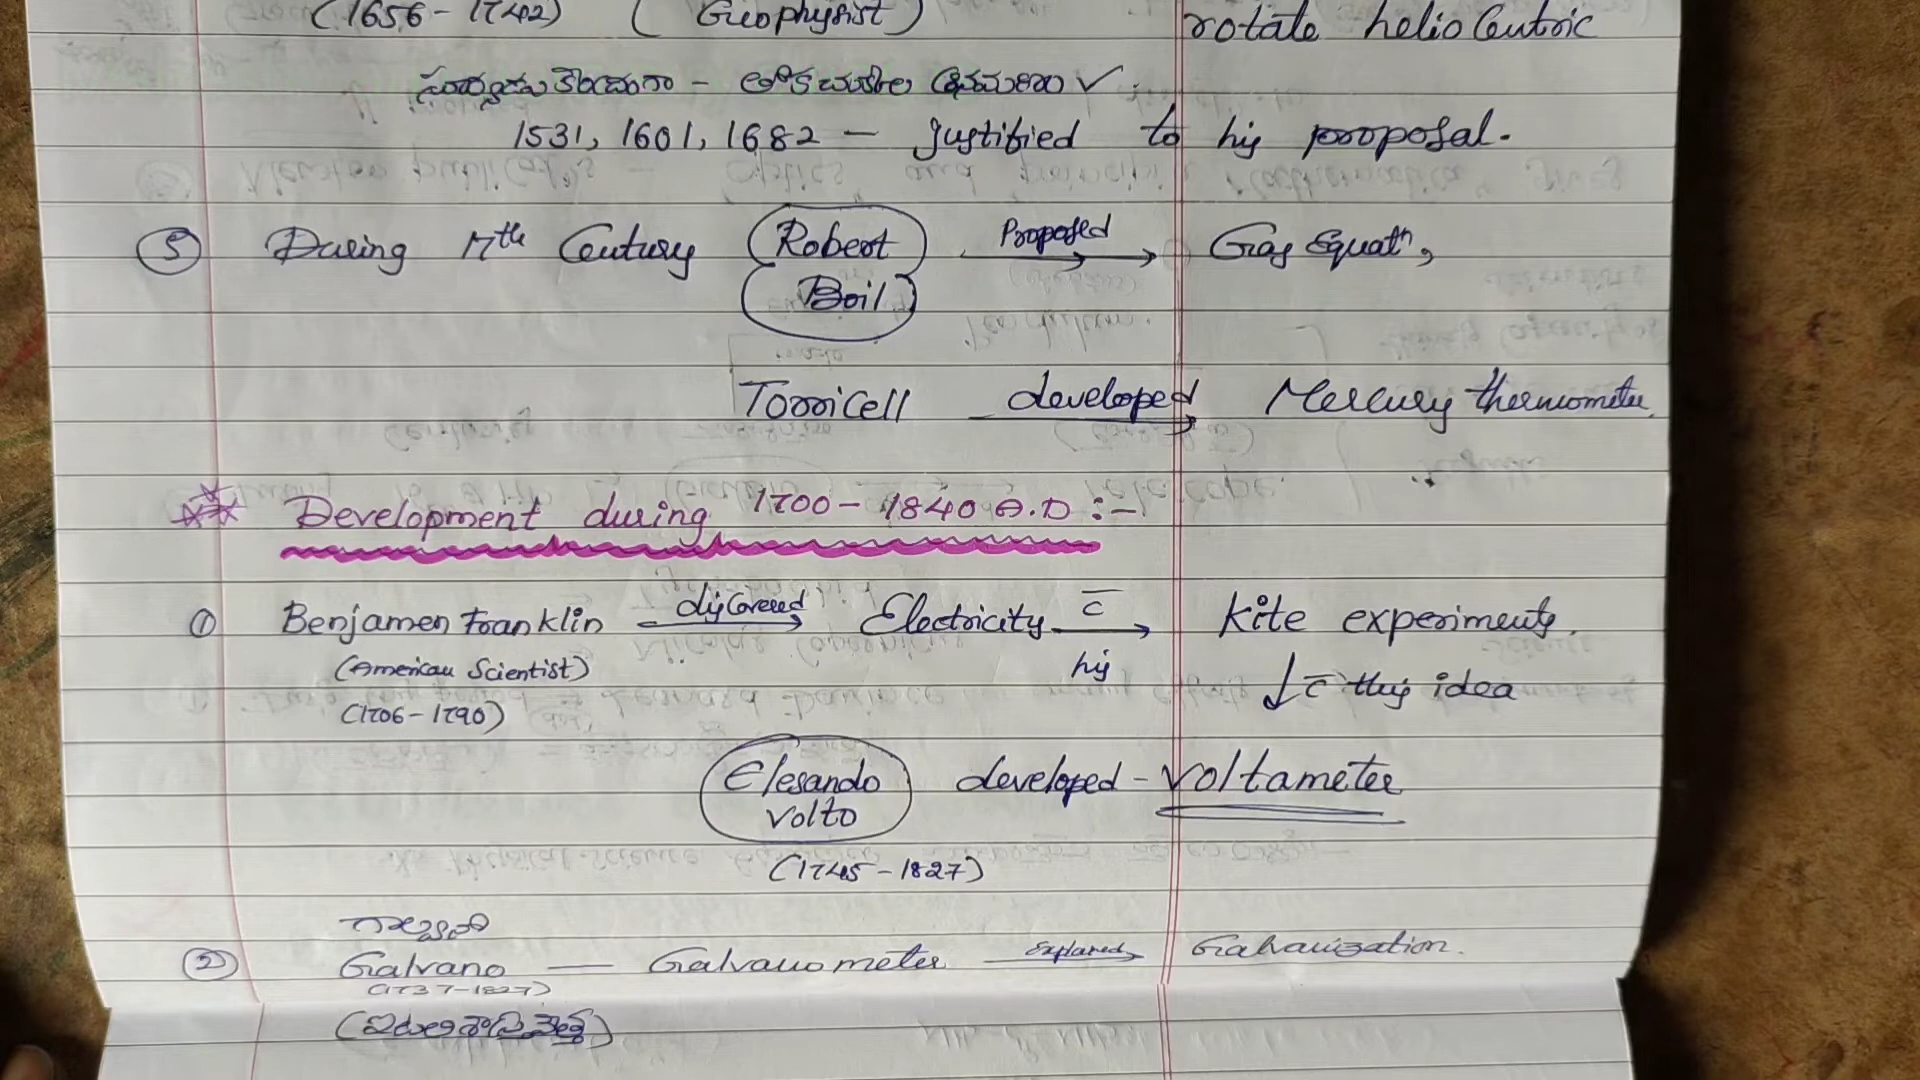 (1656-1742) (Geophysist) rotate helioCentric
1531, 1601, 1682 - justified to his proposal.
⑤ During 17th Century Robert Boil Proposed → Gas Equatn,
Torricell developed → Mercury thermometer.
Development during 1700-1840 A.D :-
① Benjamen Franklin discovered → Electricity c̄ his → Kite experiments.
(American Scientist) ↓ c̄ this idea
(1706-1790)
Elesando Volto developed - Voltameter
(1745-1827)
② Galvano — Galvanometer Explained → Galvanization.
(1737-1827)